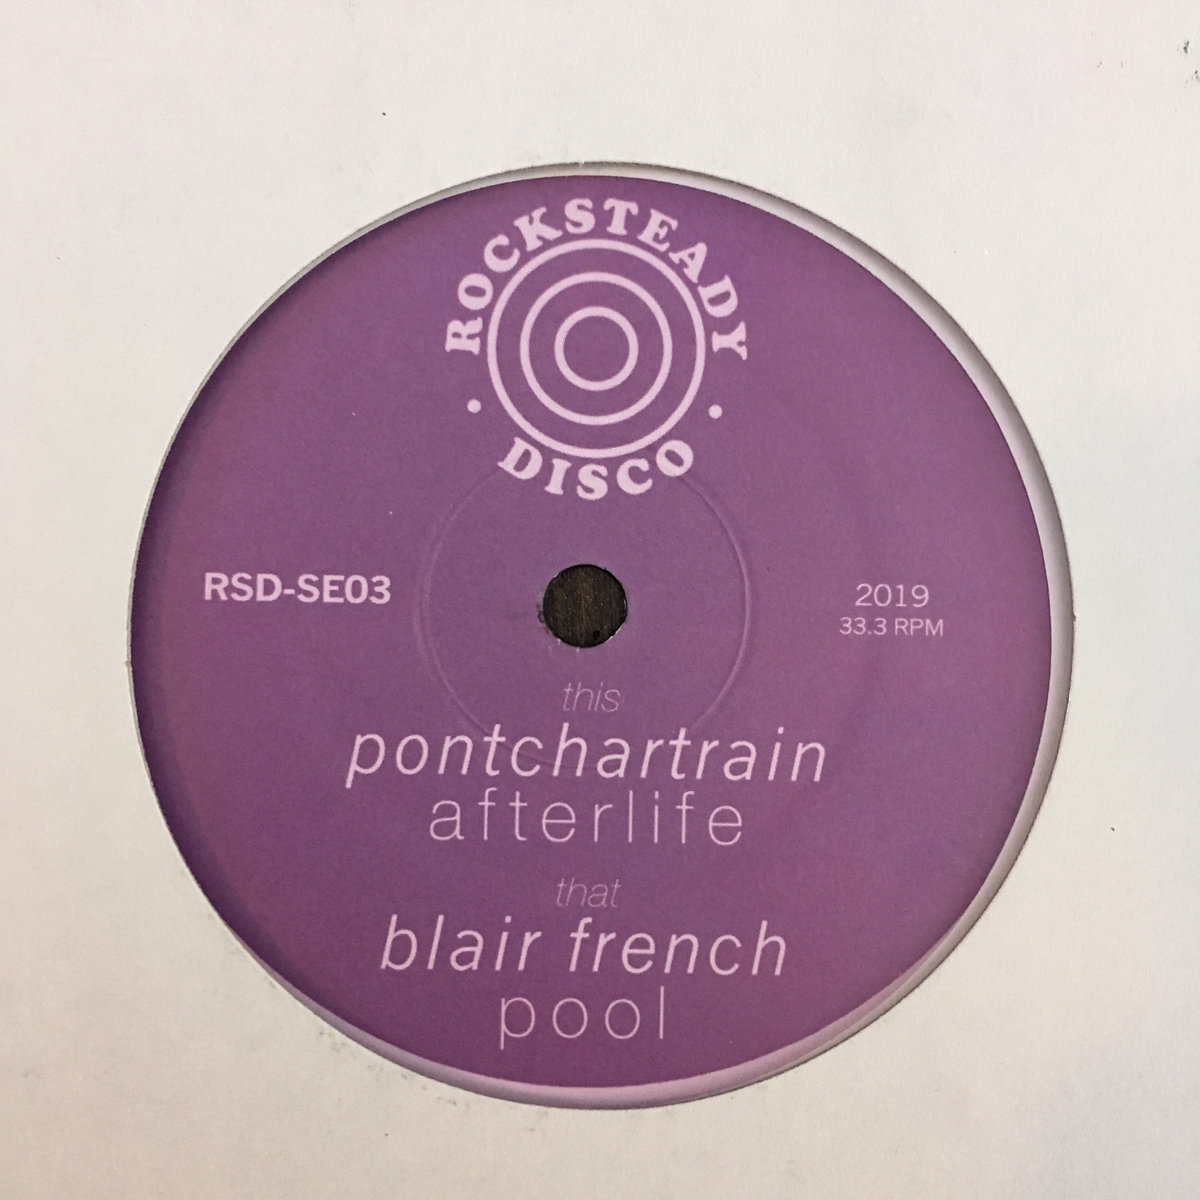 ROCKSTEADY
• DISCO •
RSD-SE03
2019
33.3 RPM
this
pontchartrain
afterlife
that
blair french
pool